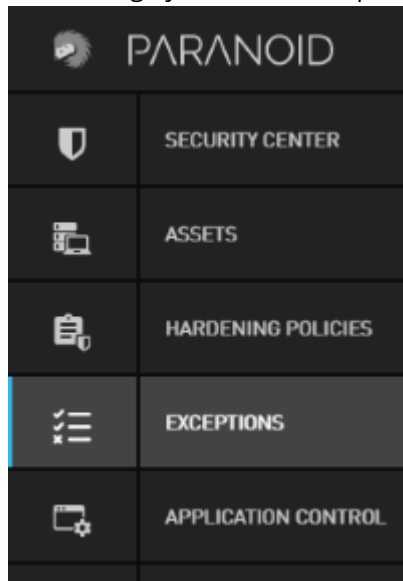 PARANOID
SECURITY CENTER
ASSETS
HARDENING POLICIES
EXCEPTIONS
APPLICATION CONTROL